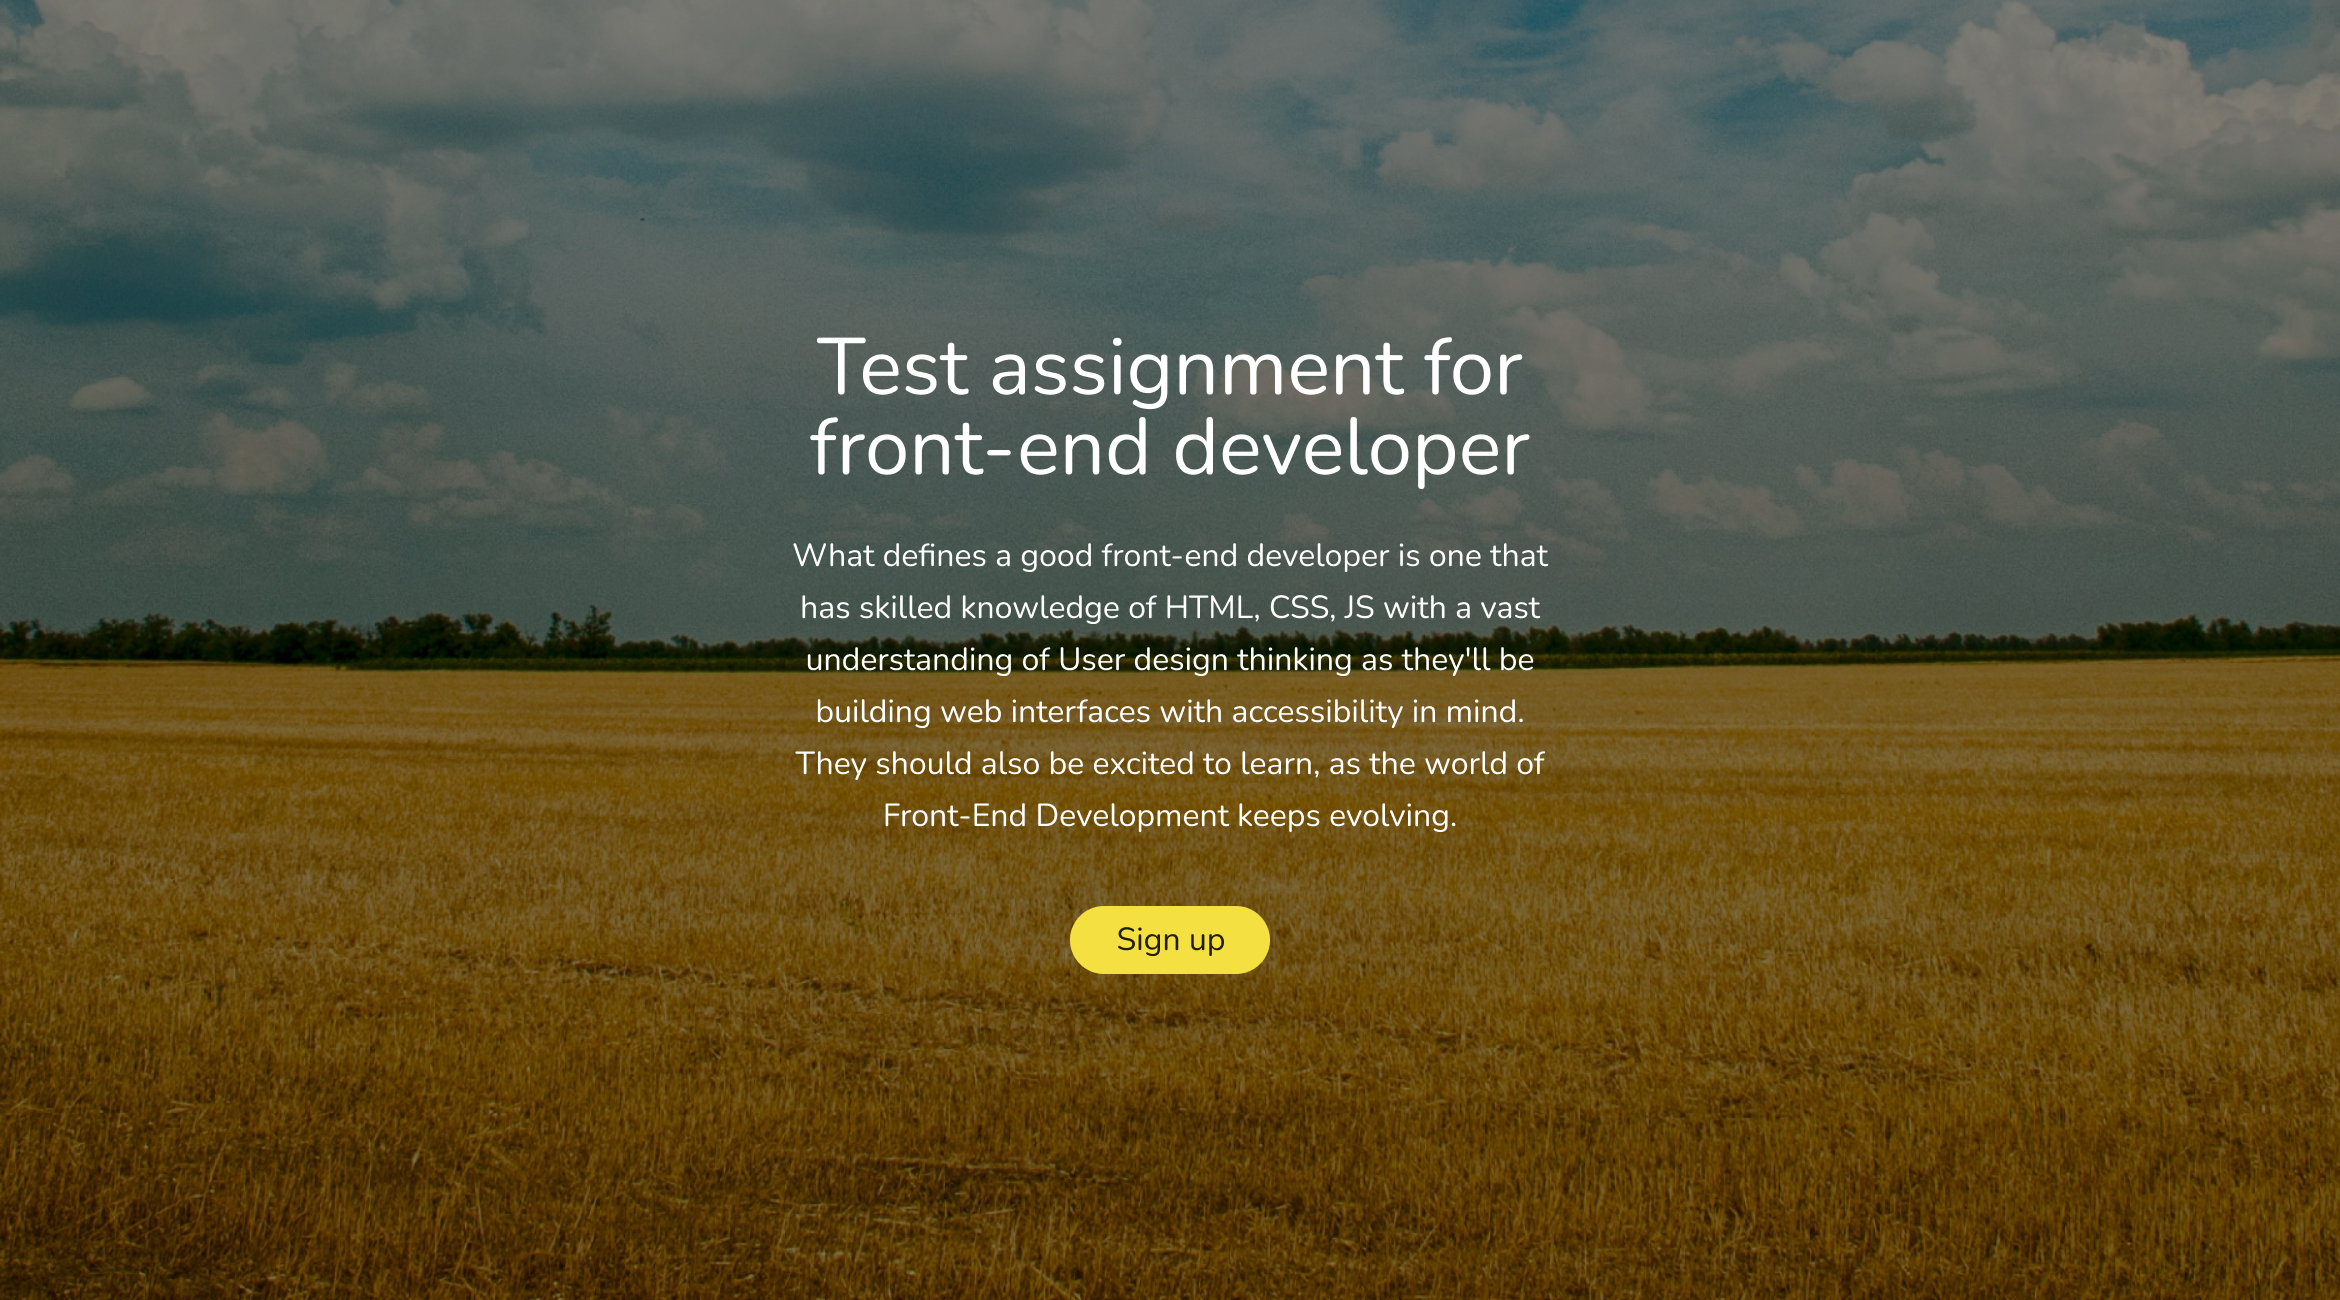 Test assignment for
front-end developer
What defines a good front-end developer is one that
has skilled knowledge of HTML, CSS, JS with a vast
understanding of User design thinking as they'll be
building web interfaces with accessibility in mind.
They should also be excited to learn, as the world of
Front-End Development keeps evolving.
Sign up